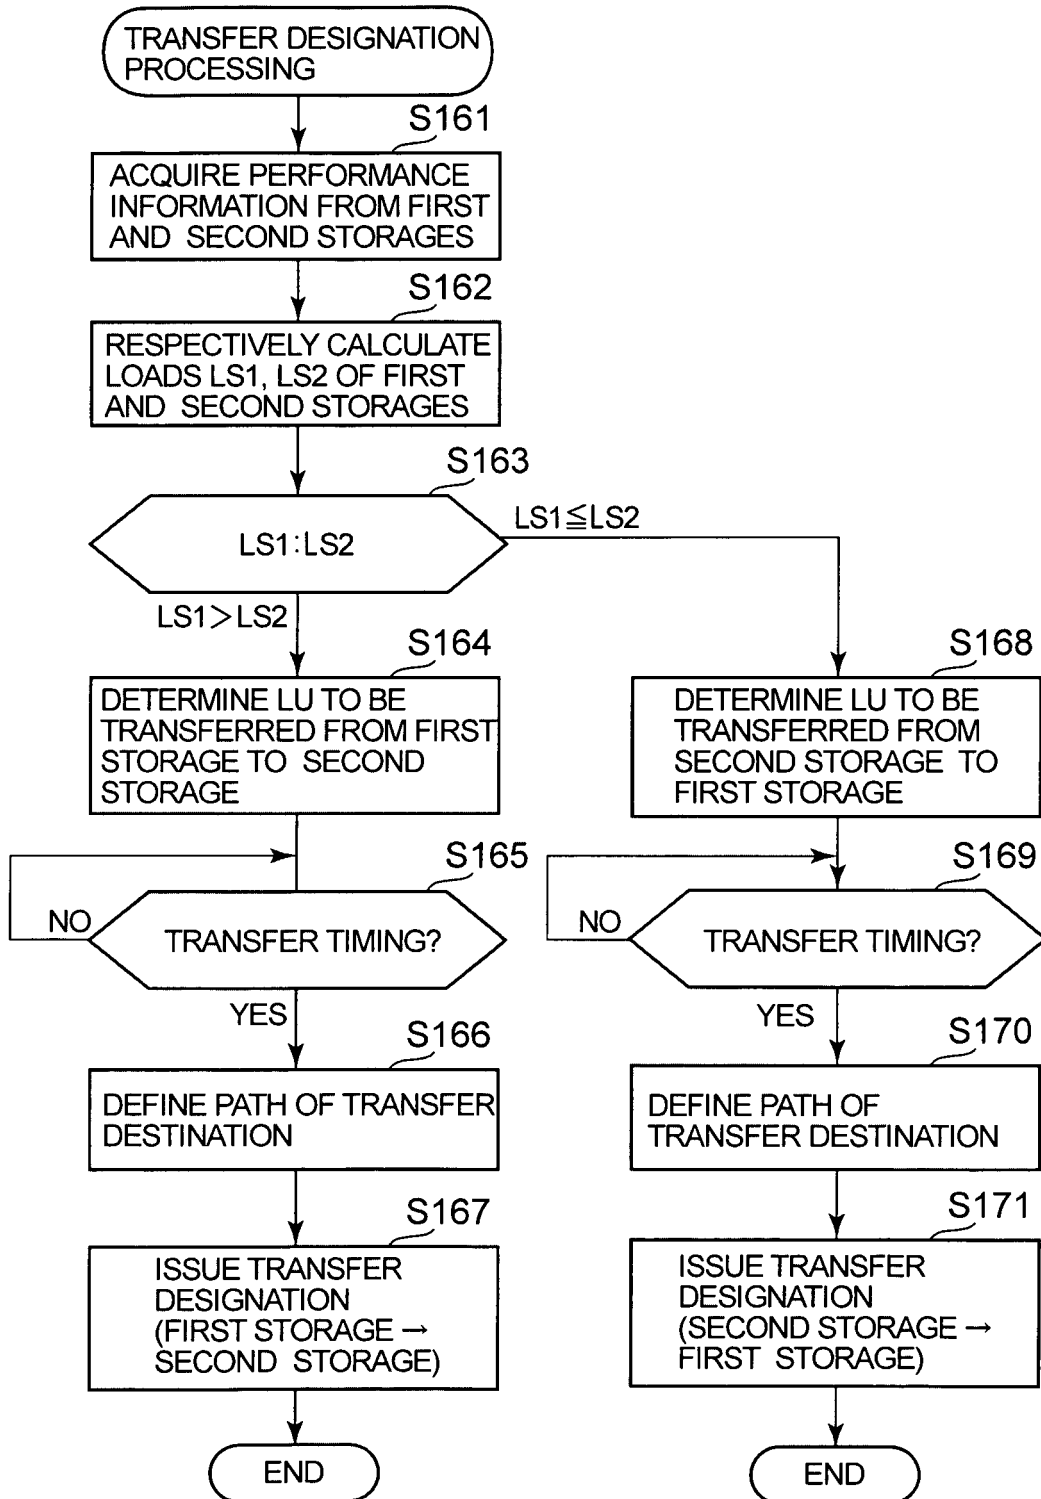 TRANSFER DESIGNATION
PROCESSING
S161
ACQUIRE PERFORMANCE
INFORMATION FROM FIRST
AND SECOND STORAGES
S162
RESPECTIVELY CALCULATE
LOADS LS1, LS2 OF FIRST
AND SECOND STORAGES
S163
LS1:LS2
LS1≦LS2
LS1>LS2
S164
DETERMINE LU TO BE
TRANSFERRED FROM FIRST
STORAGE TO SECOND
STORAGE
S165
TRANSFER TIMING?
NO
YES
S166
DEFINE PATH OF TRANSFER
DESTINATION
S167
ISSUE TRANSFER
DESIGNATION
(FIRST STORAGE →
SECOND STORAGE)
END
S168
DETERMINE LU TO BE
TRANSFERRED FROM
SECOND STORAGE TO
FIRST STORAGE
S169
TRANSFER TIMING?
NO
YES
S170
DEFINE PATH OF
TRANSFER DESTINATION
S171
ISSUE TRANSFER
DESIGNATION
(SECOND STORAGE →
FIRST STORAGE)
END